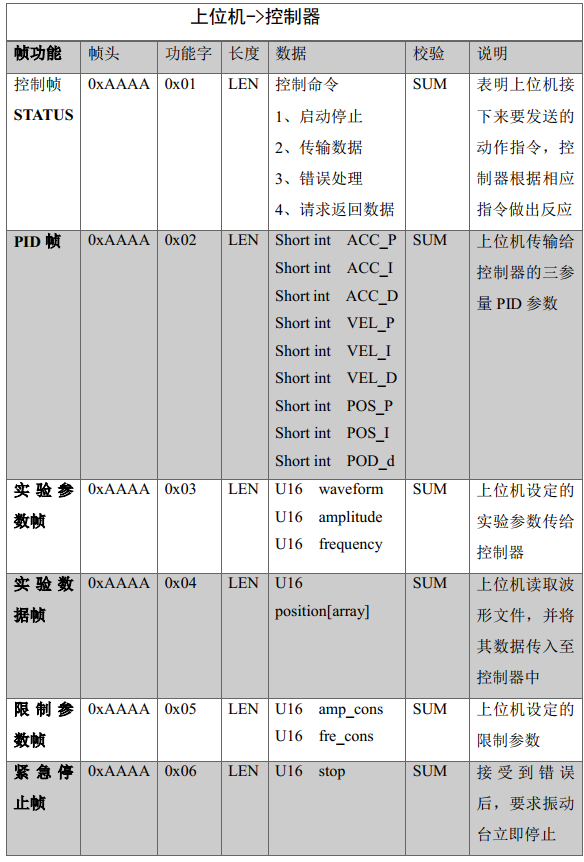 上位机->控制器
帧功能 帧头 功能字 长度 数据 校验 说明
控制帧 0xAAAA 0x01 LEN 控制命令 SUM 表明上位机接
STATUS 1、启动停止 下来要发送的
2、传输数据 动作指令，控
3、错误处理 制器根据相应
4、请求返回数据 指令做出反应
PID 帧 0xAAAA 0x02 LEN Short int ACC_P SUM 上位机传输给
Short int ACC_I 控制器的三参
Short int ACC_D 量 PID 参数
Short int VEL_P
Short int VEL_I
Short int VEL_D
Short int POS_P
Short int POS_I
Short int POD_d
实验参 0xAAAA 0x03 LEN U16 waveform SUM 上位机设定的
数帧 U16 amplitude 实验参数传给
U16 frequency 控制器
实验数 0xAAAA 0x04 LEN U16 SUM 上位机读取波
据帧 position[array] 形文件，并将
其数据传入至
控制器中
限制参 0xAAAA 0x05 LEN U16 amp_cons SUM 上位机设定的
数帧 U16 fre_cons 限制参数
紧急停 0xAAAA 0x06 LEN U16 stop SUM 接受到错误
止帧 后，要求振动
台立即停止